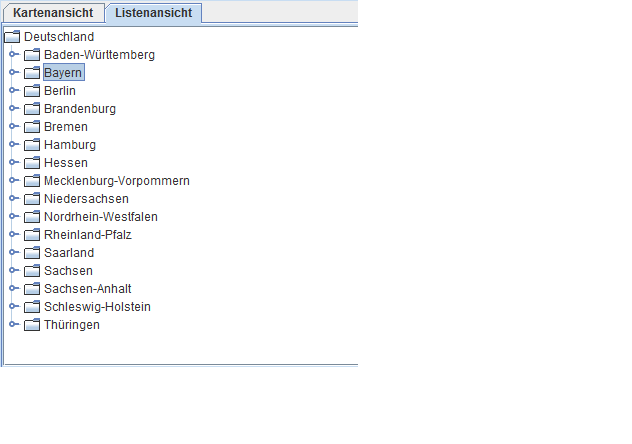 Kartenansicht Listenansicht
Deutschland
Baden-Württemberg
Bayern
Berlin
Brandenburg
Bremen
Hamburg
Hessen
Mecklenburg-Vorpommern
Niedersachsen
Nordrhein-Westfalen
Rheinland-Pfalz
Saarland
Sachsen
Sachsen-Anhalt
Schleswig-Holstein
Thüringen